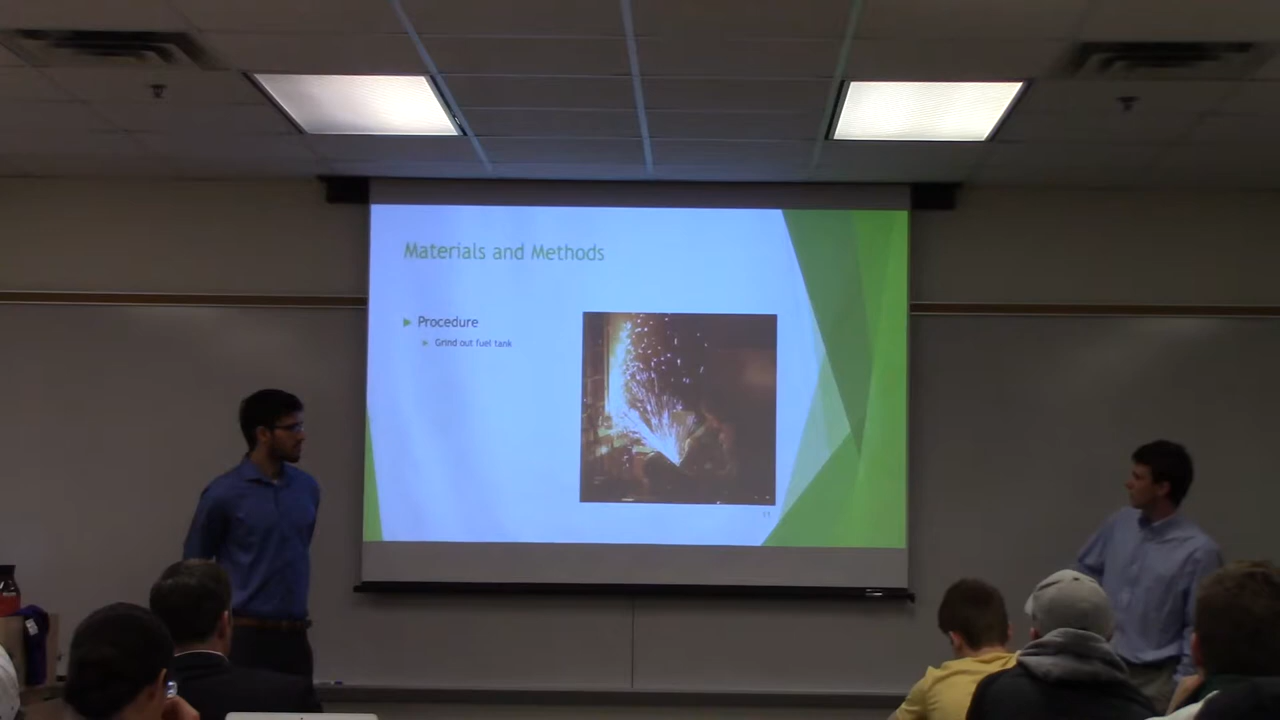 Materials and Methods
Procedure
Grind out fuel tank